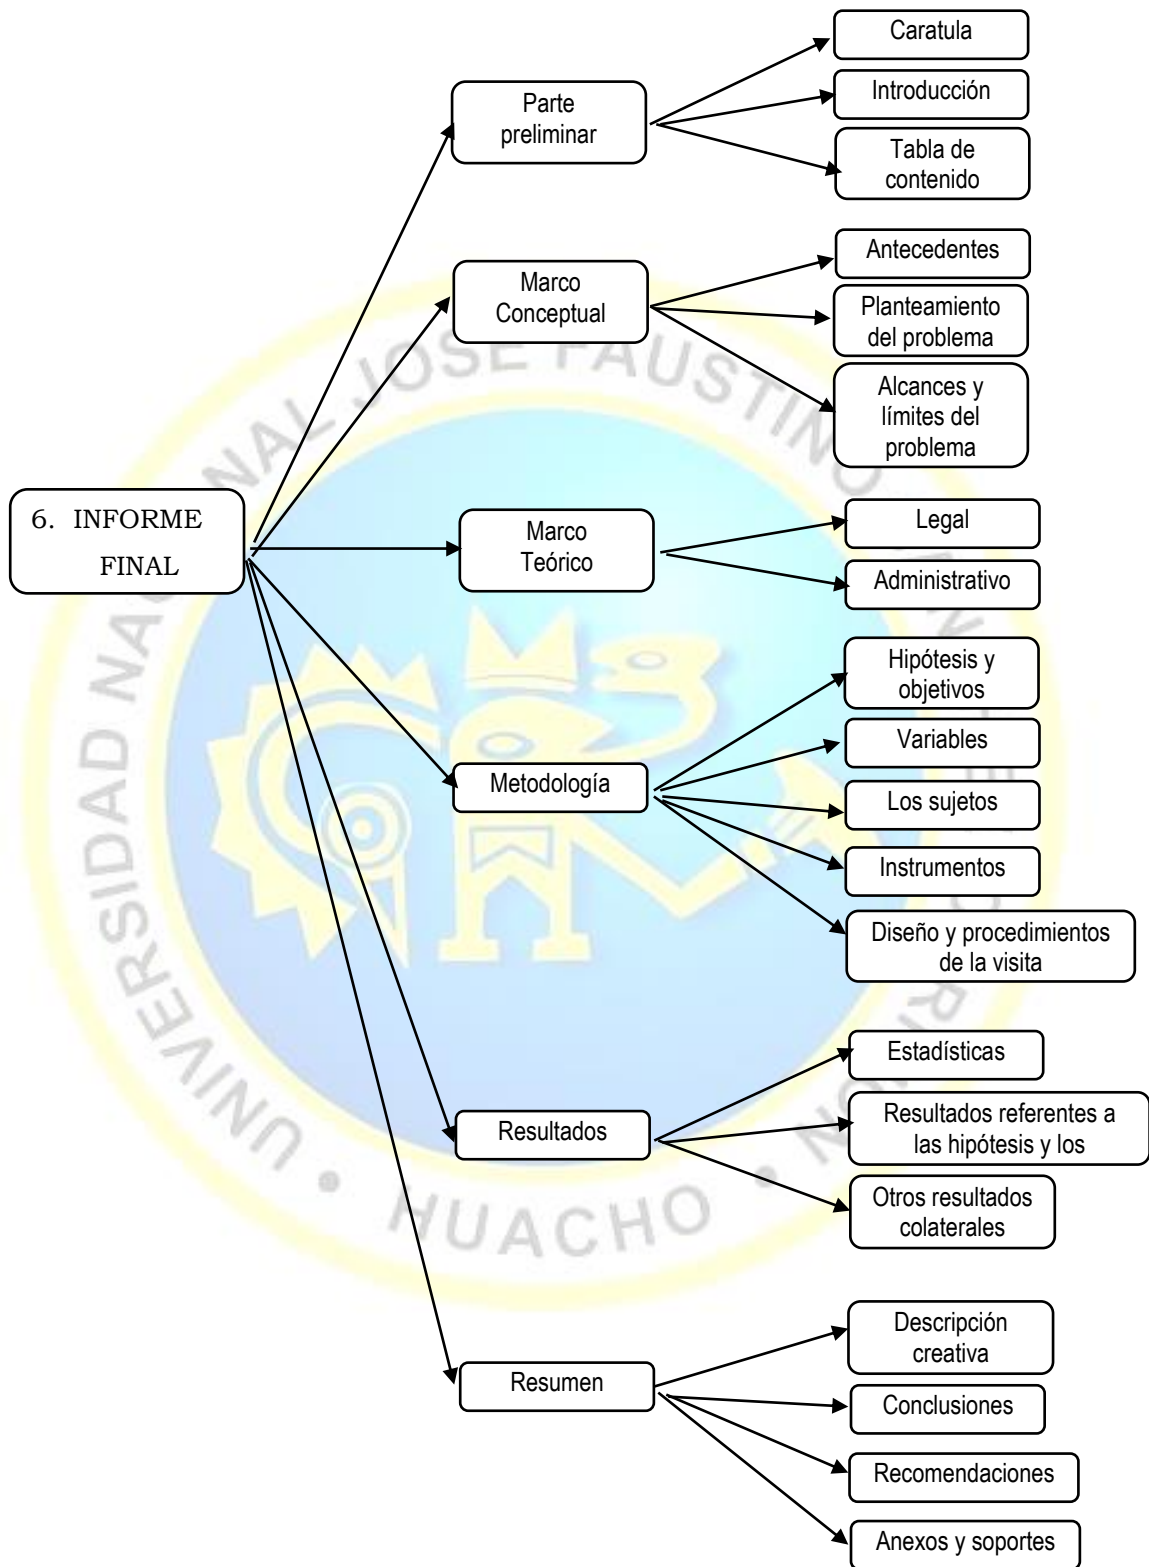 6. INFORME
FINAL
Parte
preliminar
Caratula
Introducción
Tabla de
contenido
Marco
Conceptual
Antecedentes
Planteamiento
del problema
Alcances y
límites del
problema
Marco
Teórico
Legal
Administrativo
Metodología
Hipótesis y
objetivos
Variables
Los sujetos
Instrumentos
Diseño y procedimientos
de la visita
Resultados
Estadísticas
Resultados referentes a
las hipótesis y los
Otros resultados
colaterales
Resumen
Descripción
creativa
Conclusiones
Recomendaciones
Anexos y soportes
UNIVERSIDAD NACIONAL JOSE FAUSTINO
HUACHO